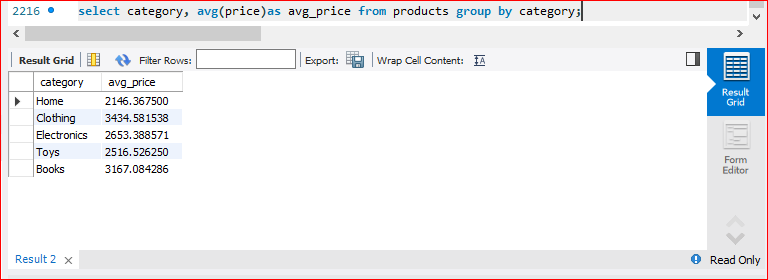 2216 select category, avg(price)as avg_price from products group by category;
Result Grid Filter Rows: Export: Wrap Cell Content: IA
category avg_price
Home 2146.367500
Clothing 3434.581538
Electronics 2653.388571
Toys 2516.526250
Books 3167.084286
Result
Grid
Form
Editor
Result 2 × Read Only